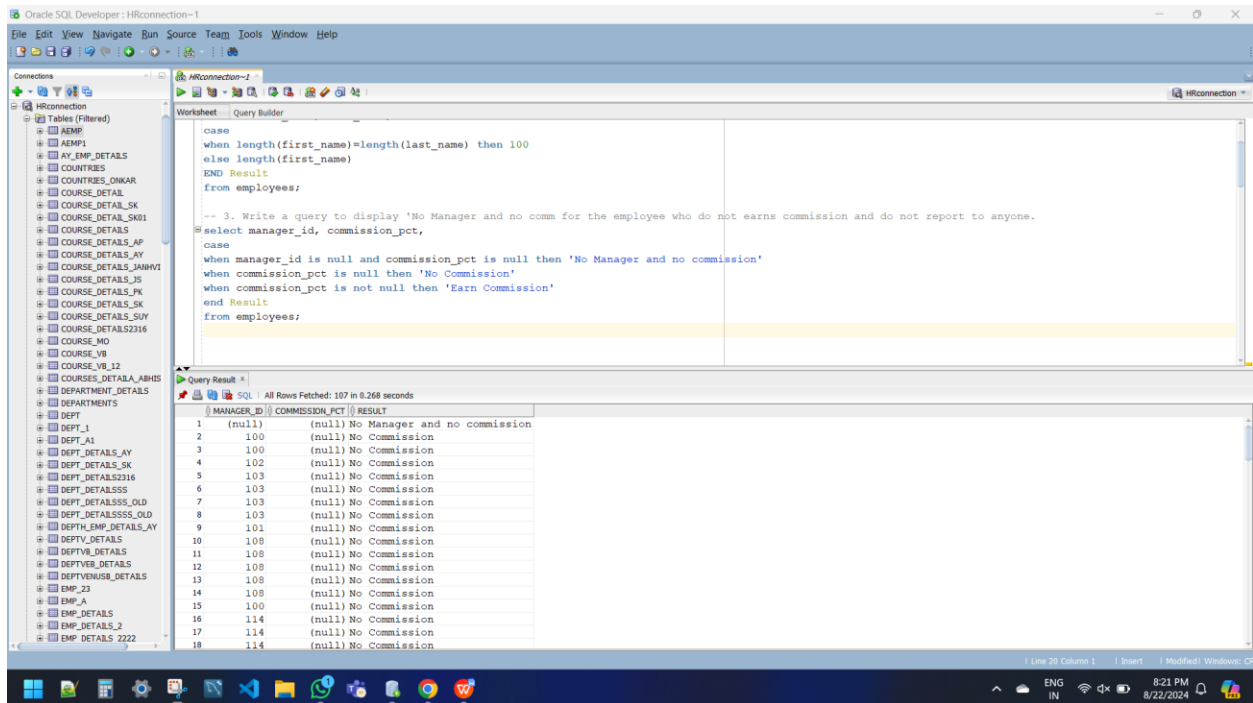 Oracle SQL Developer : HRconnection~1
File Edit View Navigate Run Source Team Tools Window Help
Connections
HRconnection~1
HRconnection
Worksheet Query Builder
HRconnection
Tables (Filtered)
AEMP
AEMP1
AY_EMP_DETAILS
COUNTRIES
COUNTRIES_ONKAR
COURSE_DETAIL
COURSE_DETAIL_SK
COURSE_DETAIL_SK01
COURSE_DETAILS
COURSE_DETAILS_AP
COURSE_DETAILS_AY
COURSE_DETAILS_JANHVI
COURSE_DETAILS_JS
COURSE_DETAILS_PK
COURSE_DETAILS_SK
COURSE_DETAILS_SUY
COURSE_DETAILS2316
COURSE_MO
COURSE_VB
COURSE_VB_12
COURSES_DETAILA_ABHIS
DEPARTMENT_DETAILS
DEPARTMENTS
DEPT
DEPT_1
DEPT_A1
DEPT_DETAILS_AY
DEPT_DETAILS_SK
DEPT_DETAILS2316
DEPT_DETAILSSS
DEPT_DETAILSSS_OLD
DEPT_DETAILSSSS_OLD
DEPTH_EMP_DETAILS_AY
DEPTV_DETAILS
DEPTVB_DETAILS
DEPTVEB_DETAILS
DEPTVENUSB_DETAILS
EMP_23
EMP_A
EMP_DETAILS
EMP_DETAILS_2
EMP_DETAILS_2222
case
when length(first_name)=length(last_name) then 100
else length(first_name)
END Result
from employees;
-- 3. Write a query to display 'No Manager and no comm for the employee who do not earns commission and do not report to anyone.
select manager_id, commission_pct,
case
when manager_id is null and commission_pct is null then 'No Manager and no commission'
when commission_pct is null then 'No Commission'
when commission_pct is not null then 'Earn Commission'
end Result
from employees;
Query Result
SQL | All Rows Fetched: 107 in 0.268 seconds
MANAGER_ID COMMISSION_PCT RESULT
1 (null) (null) No Manager and no commission
2 100 (null) No Commission
3 100 (null) No Commission
4 102 (null) No Commission
5 103 (null) No Commission
6 103 (null) No Commission
7 103 (null) No Commission
8 103 (null) No Commission
9 101 (null) No Commission
10 108 (null) No Commission
11 108 (null) No Commission
12 108 (null) No Commission
13 108 (null) No Commission
14 108 (null) No Commission
15 100 (null) No Commission
16 114 (null) No Commission
17 114 (null) No Commission
18 114 (null) No Commission
Line 20 Column 1 | Insert | Modified | Windows: CR
ENG
IN
8:21 PM
8/22/2024